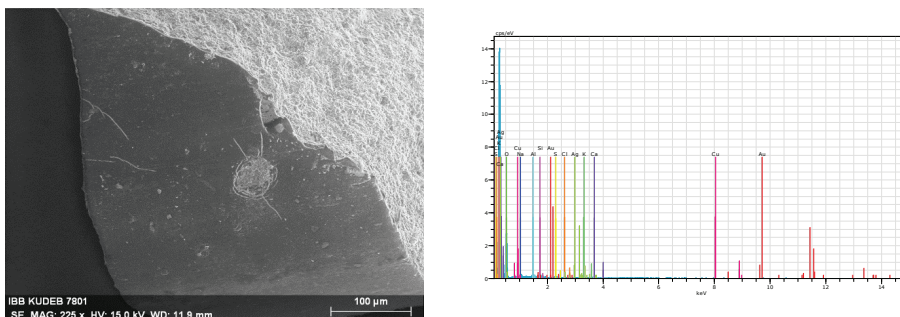 IBB KUDEB 7801
SE MAG: 225 x HV: 15.0 kV WD: 11.9 mm
100 µm
cps/eV
14
12
10
8
6
4
2
0
Ag
Au
Ca
O
Cu
Na
Al
Si
Au
S
Cl
Ag
K
Ca
Cu
Au
2
4
6
8
10
12
14
keV